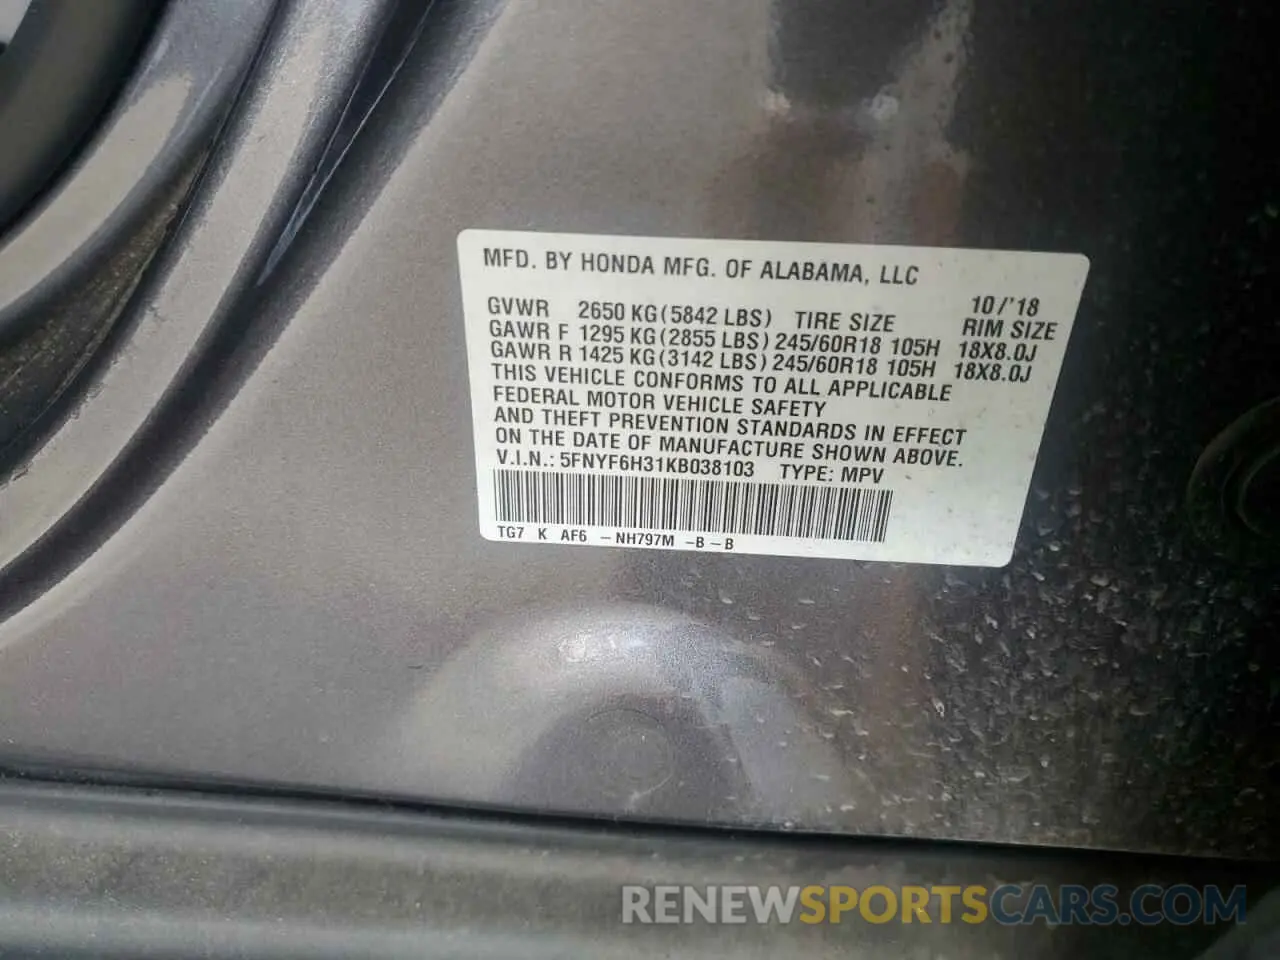 MFD. BY HONDA MFG. OF ALABAMA, LLC
10/'18
GVWR 2650 KG (5842 LBS) TIRE SIZE RIM SIZE
GAWR F 1295 KG (2855 LBS) 245/60R18 105H 18X8.0J
GAWR R 1425 KG (3142 LBS) 245/60R18 105H 18X8.0J
THIS VEHICLE CONFORMS TO ALL APPLICABLE
FEDERAL MOTOR VEHICLE SAFETY
AND THEFT PREVENTION STANDARDS IN EFFECT
ON THE DATE OF MANUFACTURE SHOWN ABOVE.
V.I.N.: 5FNYF6H31KB038103 TYPE: MPV
TG7 K AF6 -NH797M -B-B
RENEWSPORTSCARS.COM